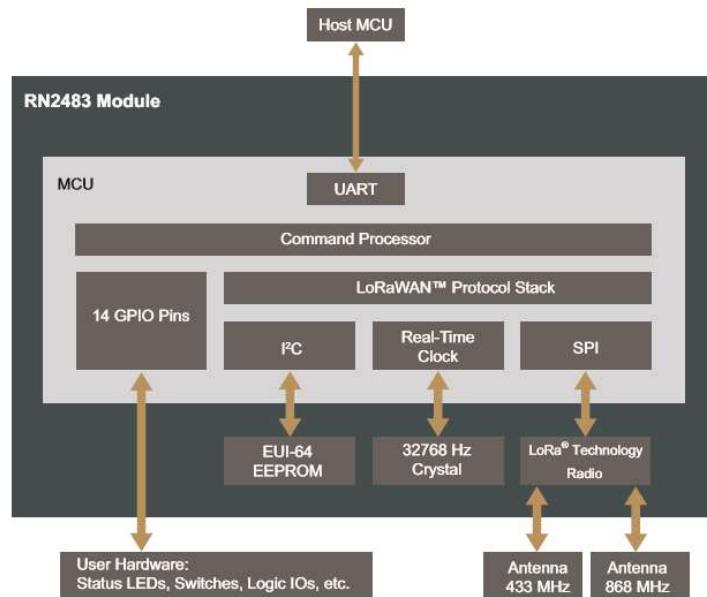 Host MCU
RN2483 Module
MCU
UART
Command Processor
14 GPIO Pins
LoRaWAN™ Protocol Stack
I²C
Real-Time
Clock
SPI
EUI-64
EEPROM
32768 Hz
Crystal
LoRa® Technology
Radio
User Hardware:
Status LEDs, Switches, Logic IOs, etc.
Antenna
433 MHz
Antenna
868 MHz